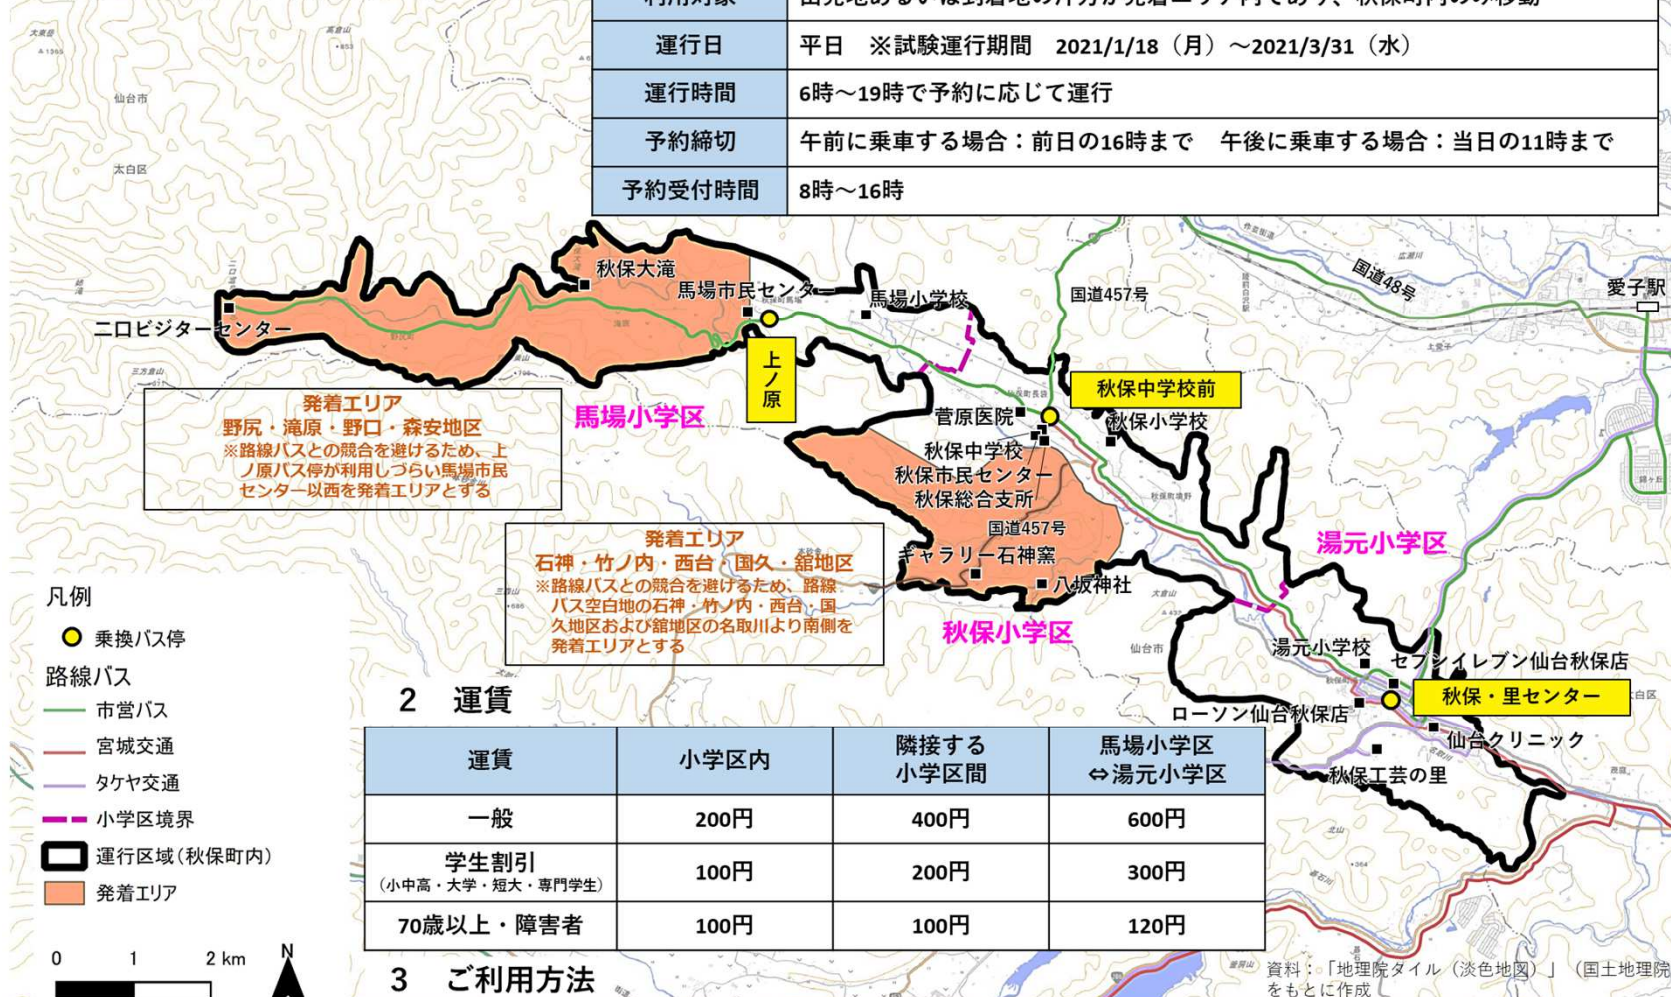 運行日 平日 ※試験運行期間 2021/1/18（月）～2021/3/31（水）
運行時間 6時～19時で予約に応じて運行
予約締切 午前に乗車する場合：前日の16時まで 午後に乗車する場合：当日の11時まで
予約受付時間 8時～16時
大東岳
仙台市
太白区
秋保大滝
馬場市民センター
馬場小学校
国道457号
国道48号
愛子駅
二口ビジターセンター
上ノ原
秋保中学校前
発着エリア
野尻・滝原・野口・森安地区
※路線バスとの競合を避けるため、上
ノ原バス停が利用しづらい馬場市民
センター以西を発着エリアとする
馬場小学区
菅原医院
秋保小学校
秋保中学校
秋保市民センター
秋保総合支所
国道457号
ギャラリー石神窯
八坂神社
秋保小学区
湯元小学区
発着エリア
石神・竹ノ内・西台・国久・舘地区
※路線バスとの競合を避けるため、路線
バス空白地の石神・竹ノ内・西台・国
久地区および舘地区の名取川より南側を
発着エリアとする
大倉山
仙台市
湯元小学校
セブンイレブン仙台秋保店
秋保・里センター
ローソン仙台秋保店
仙台クリニック
秋保工芸の里
凡例
乗換バス停
路線バス
市営バス
宮城交通
タケヤ交通
小学区境界
運行区域（秋保町内）
発着エリア
0 1 2 km
N
2 運賃
運賃 小学区内 隣接する小学区間 馬場小学区⇔湯元小学区
一般 200円 400円 600円
学生割引（小中高・大学・短大・専門学生） 100円 200円 300円
70歳以上・障害者 100円 100円 120円
3 ご利用方法
資料：「地理院タイル（淡色地図）」（国土地理院
をもとに作成